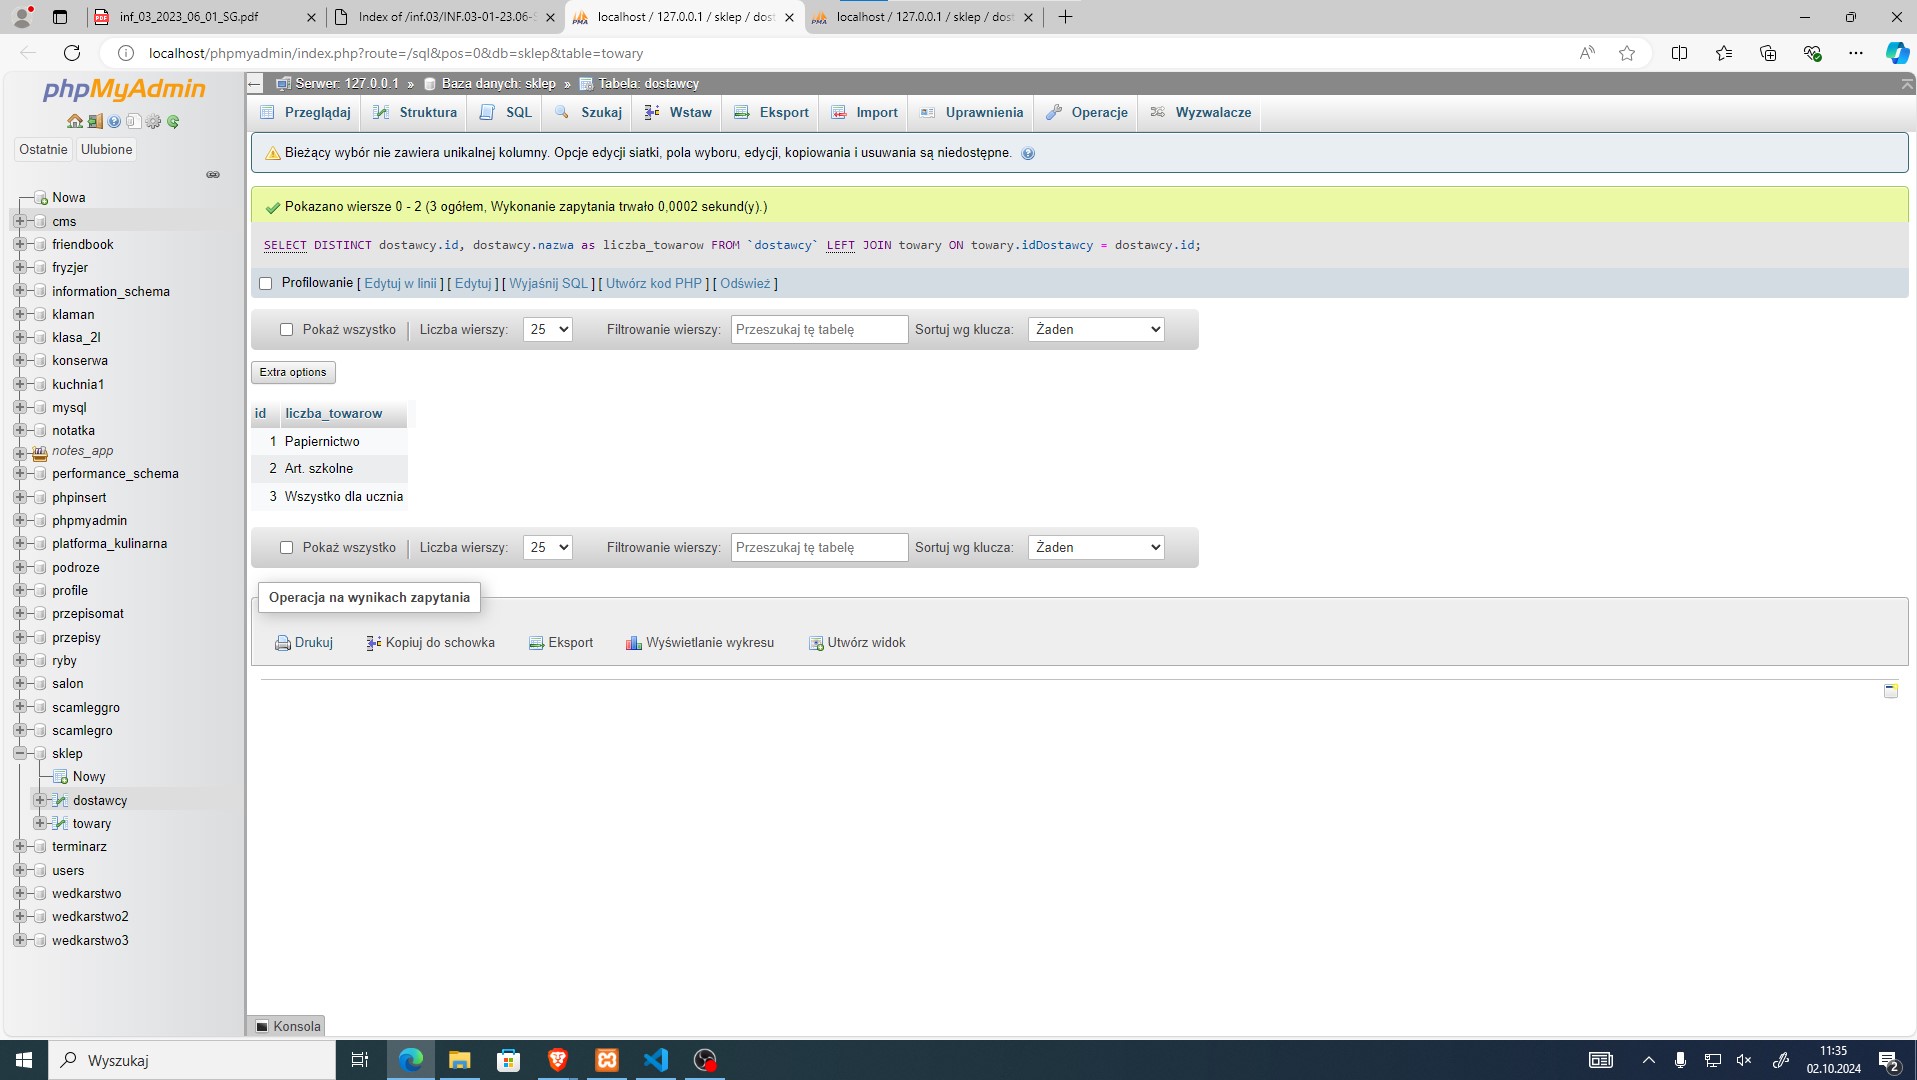 inf_03_2023_06_01_SG.pdf
Index of /inf.03/INF.03-01-23.06-
localhost / 127.0.0.1 / sklep / dost
localhost / 127.0.0.1 / sklep / dost
localhost/phpmyadmin/index.php?route=/sql&pos=0&db=sklep&table=towary
phpMyAdmin
Ostatnie
Ulubione
Nowa
cms
friendbook
fryzjer
information_schema
klaman
klasa_2l
konserwa
kuchnia1
mysql
notatka
notes_app
performance_schema
phpinsert
phpmyadmin
platforma_kulinarna
podroze
profile
przepisomat
przepisy
ryby
salon
scamleggro
scamlegro
sklep
Nowy
dostawcy
towary
terminarz
users
wedkarstwo
wedkarstwo2
wedkarstwo3
Serwer: 127.0.0.1 » Baza danych: sklep » Tabela: dostawcy
Przeglądaj Struktura SQL Szukaj Wstaw Eksport Import Uprawnienia Operacje Wyzwalacze
Bieżący wybór nie zawiera unikalnej kolumny. Opcje edycji siatki, pola wyboru, edycji, kopiowania i usuwania są niedostępne.
Pokazano wiersze 0 - 2 (3 ogółem, Wykonanie zapytania trwało 0,0002 sekund(y).)
SELECT DISTINCT dostawcy.id, dostawcy.nazwa as liczba_towarow FROM `dostawcy` LEFT JOIN towary ON towary.idDostawcy = dostawcy.id;
Profilowanie [ Edytuj w linii ] [ Edytuj ] [ Wyjaśnij SQL ] [ Utwórz kod PHP ] [ Odśwież ]
Pokaż wszystko | Liczba wierszy: 25 Filtrowanie wierszy: Przeszukaj tę tabelę Sortuj wg klucza: Żaden
Extra options
id liczba_towarow
1 Papiernictwo
2 Art. szkolne
3 Wszystko dla ucznia
Pokaż wszystko | Liczba wierszy: 25 Filtrowanie wierszy: Przeszukaj tę tabelę Sortuj wg klucza: Żaden
Operacja na wynikach zapytania
Drukuj Kopiuj do schowka Eksport Wyświetlanie wykresu Utwórz widok
Konsola
Wyszukaj
11:35
02.10.2024
2